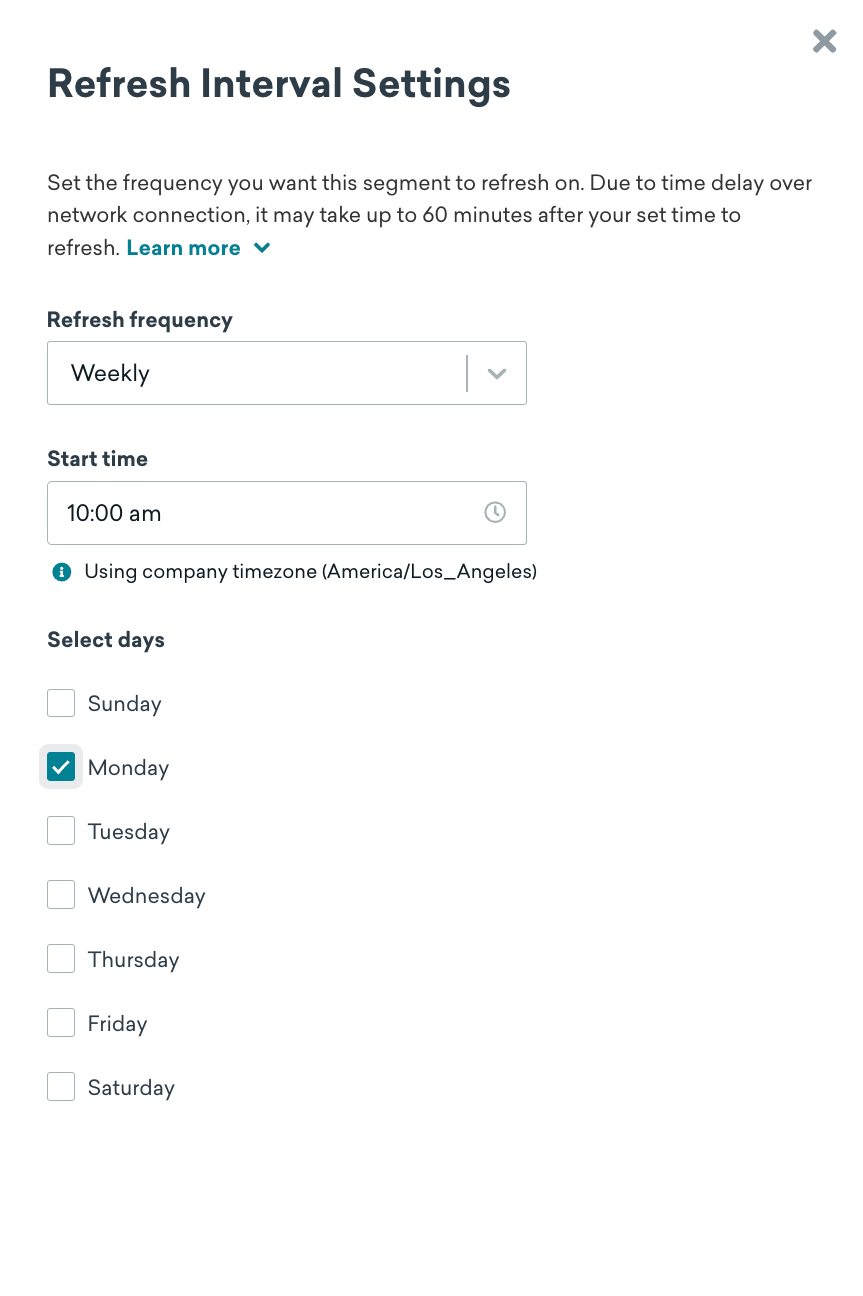 Refresh Interval Settings
Set the frequency you want this segment to refresh on. Due to time delay over
network connection, it may take up to 60 minutes after your set time to
refresh. Learn more
Refresh frequency
Weekly
Start time
10:00 am
Using company timezone (America/Los_Angeles)
Select days
Sunday
Monday
Tuesday
Wednesday
Thursday
Friday
Saturday